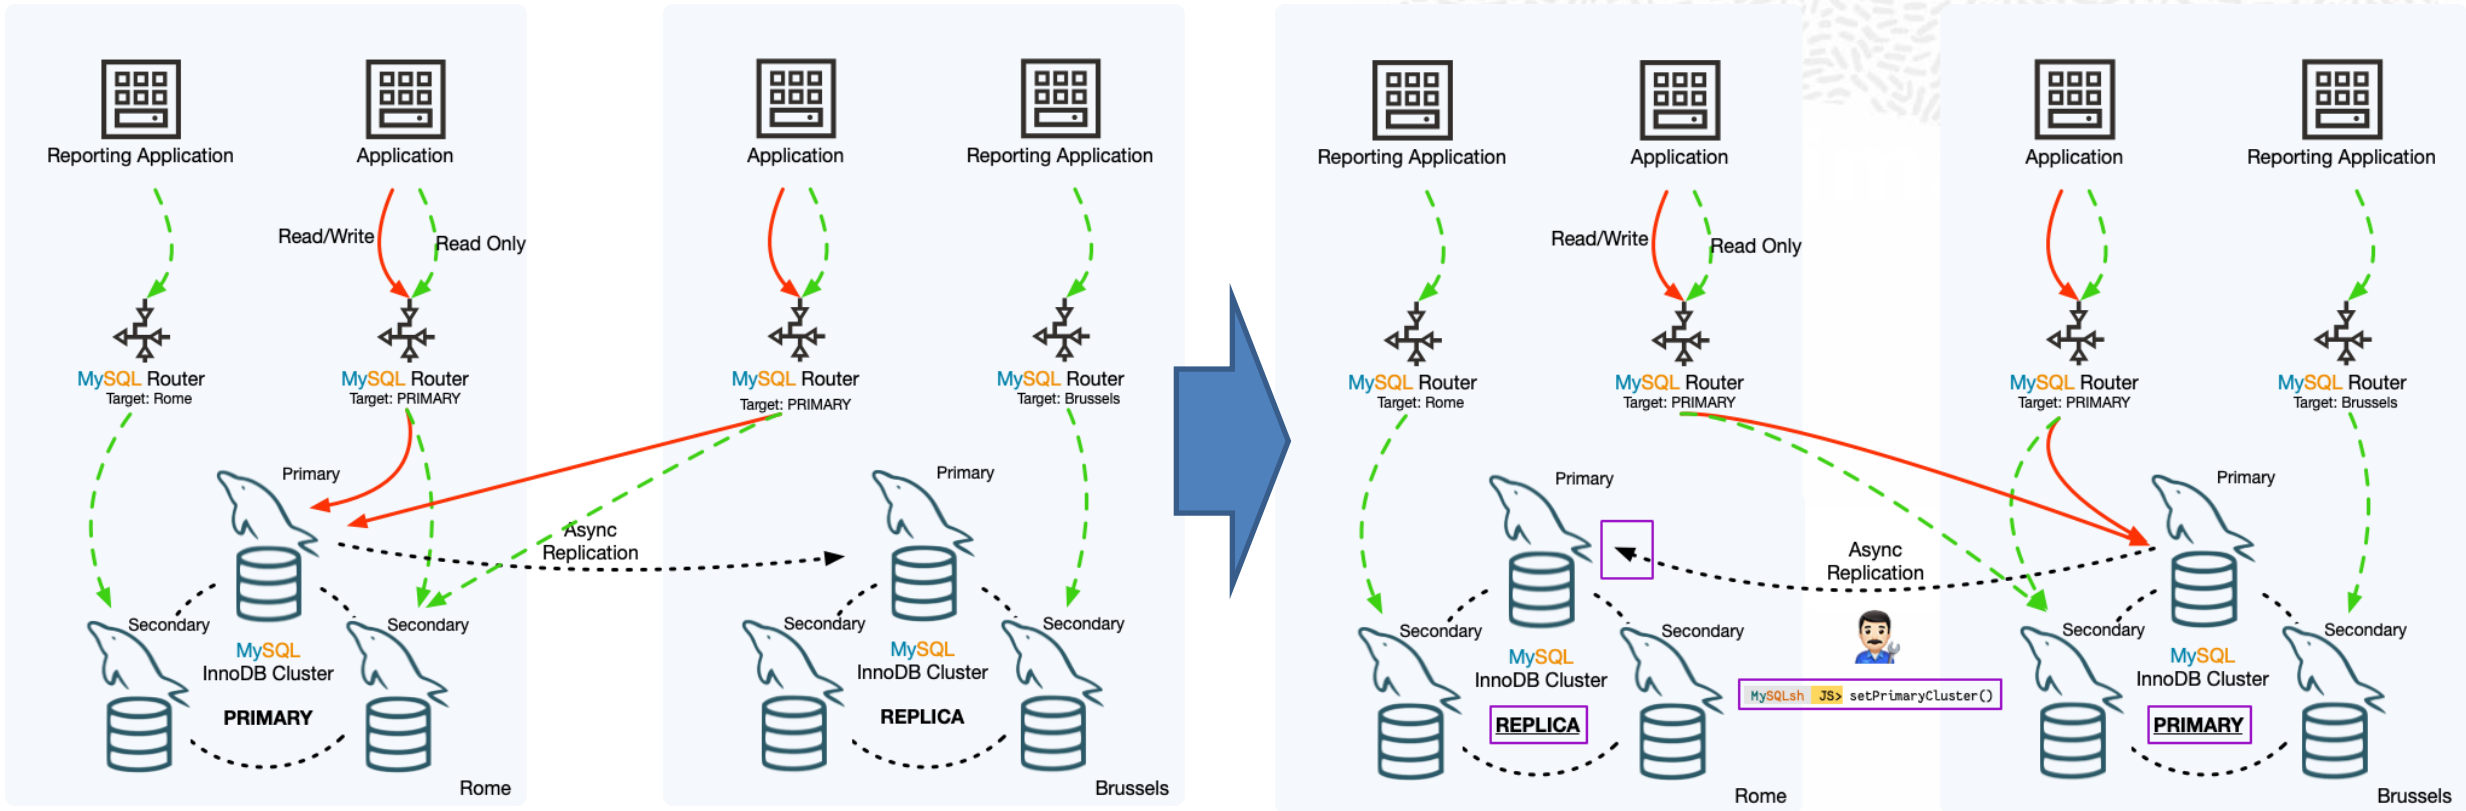 Reporting Application
Application
Read/Write
Read Only
MySQL Router
Target: Rome
MySQL Router
Target: PRIMARY
Primary
Secondary
Secondary
MySQL
InnoDB Cluster
PRIMARY
Rome
Async
Replication
Application
Reporting Application
MySQL Router
Target: PRIMARY
MySQL Router
Target: Brussels
Primary
Secondary
Secondary
MySQL
InnoDB Cluster
REPLICA
Brussels
Reporting Application
Application
Read/Write
Read Only
MySQL Router
Target: Rome
MySQL Router
Target: PRIMARY
Primary
Secondary
Secondary
MySQL
InnoDB Cluster
REPLICA
Rome
Async
Replication
MySQLsh JS> setPrimaryCluster()
Application
Reporting Application
MySQL Router
Target: PRIMARY
MySQL Router
Target: Brussels
Primary
Secondary
Secondary
MySQL
InnoDB Cluster
PRIMARY
Brussels